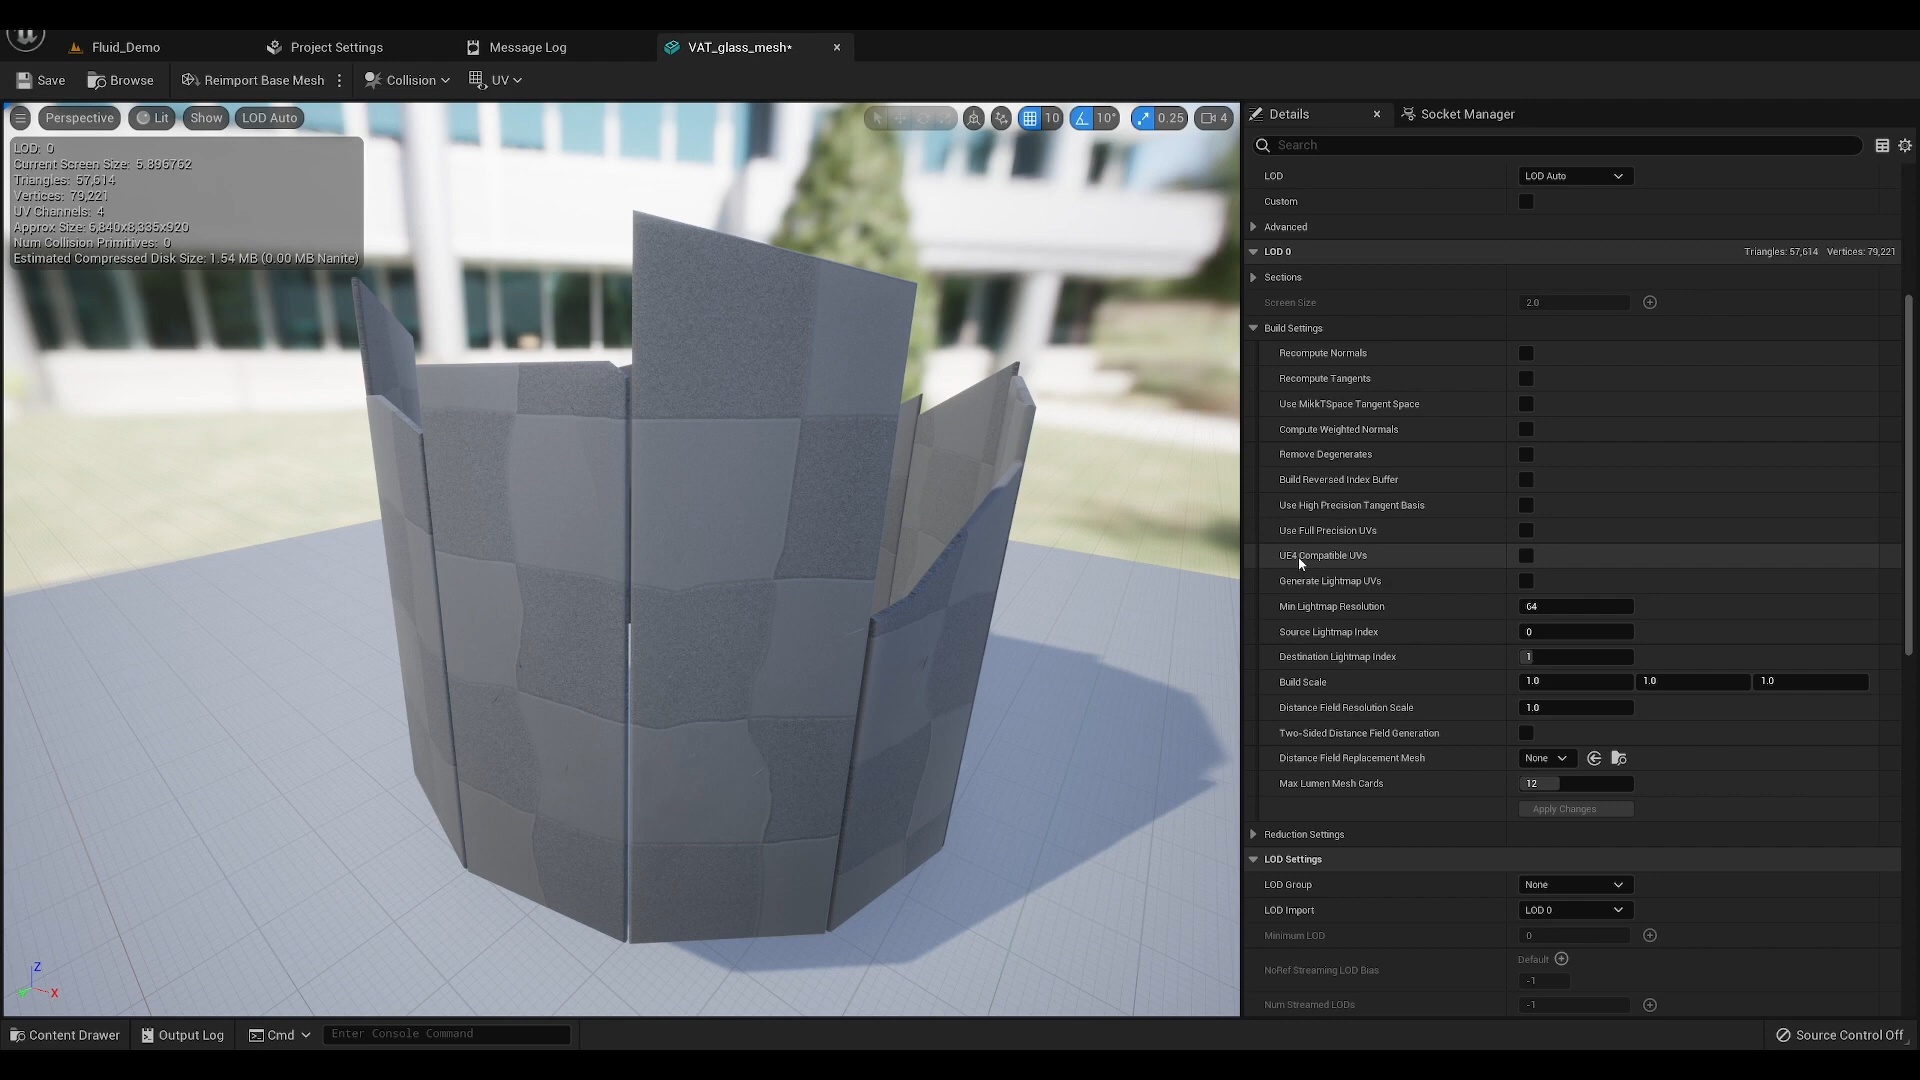 Fluid_Demo
Project Settings
Message Log
VAT_glass_mesh*
Save
Browse
Reimport Base Mesh
Collision
UV
Perspective
Lit
Show
LOD Auto
10
10°
0.25
4
LOD: 0
Current Screen Size: 5.896762
Triangles: 57,614
Vertices: 79,221
UV Channels: 4
Approx Size: 6,840x8,335x920
Num Collision Primitives: 0
Estimated Compressed Disk Size: 1.54 MB (0.00 MB Nanite)
Z
X
Details
Socket Manager
Search
LOD LOD Auto
Custom
Advanced
LOD 0 Triangles: 57,614 Vertices: 79,221
Sections
Screen Size 2.0
Build Settings
Recompute Normals
Recompute Tangents
Use MikkTSpace Tangent Space
Compute Weighted Normals
Remove Degenerates
Build Reversed Index Buffer
Use High Precision Tangent Basis
Use Full Precision UVs
UE4 Compatible UVs
Generate Lightmap UVs
Min Lightmap Resolution 64
Source Lightmap Index 0
Destination Lightmap Index 1
Build Scale 1.0 1.0 1.0
Distance Field Resolution Scale 1.0
Two-Sided Distance Field Generation
Distance Field Replacement Mesh None
Max Lumen Mesh Cards 12
Apply Changes
Reduction Settings
LOD Settings
LOD Group None
LOD Import LOD 0
Minimum LOD 0
Default
NoRef Streaming LOD Bias
-1
Num Streamed LODs -1
Content Drawer
Output Log
Cmd
Enter Console Command
Source Control Off